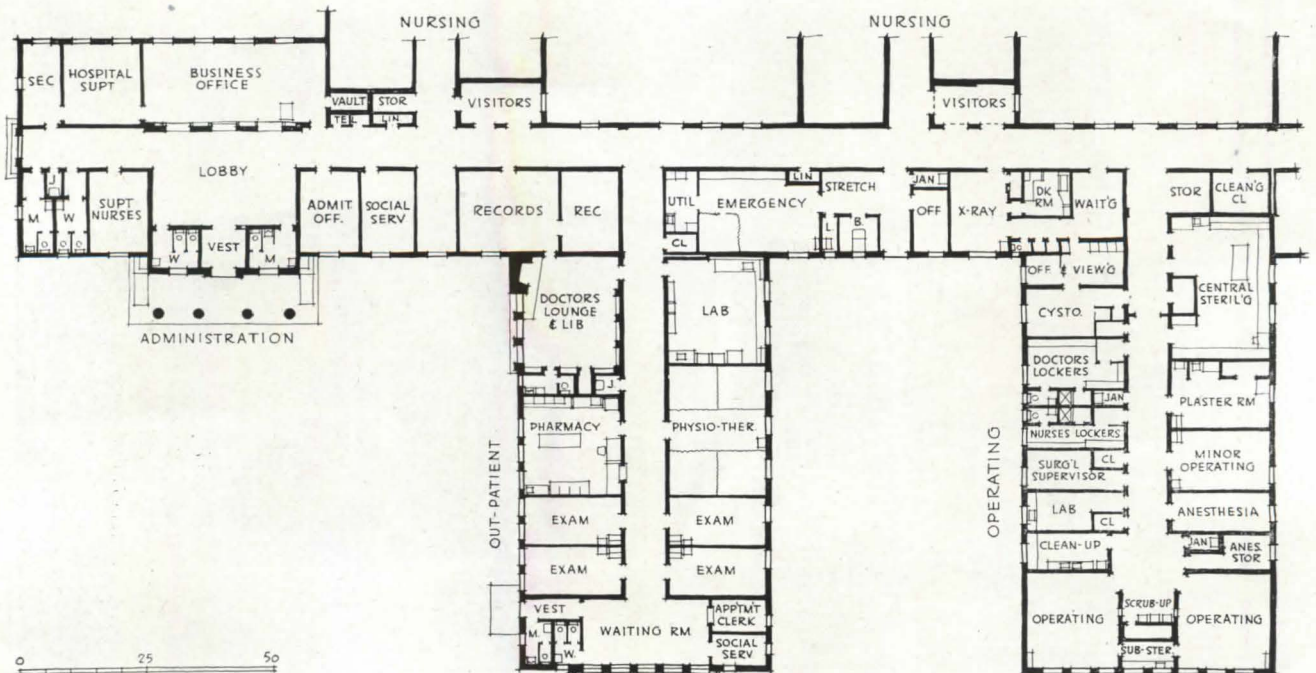 NURSING
NURSING
SEC
HOSPITAL
SUPT
BUSINESS
OFFICE
VAULT
STOR
TEL
LIN
VISITORS
VISITORS
LOBBY
J.
M
W
SUPT
NURSES
W
VEST
M
ADMIT
OFF.
SOCIAL
SERV
RECORDS
REC
UTIL
CL
EMERGENCY
LIN
STRETCH
L.
B.
JAN
OFF
X-RAY
DK
RM
WAIT'G
STOR
CLEAN'G
CL
ADMINISTRATION
DOCTORS
LOUNGE
& LIB
J.
LAB
PHARMACY
PHYSIO-THER.
EXAM
EXAM
EXAM
EXAM
VEST
M.
W.
WAITING RM
APP'TM'T
CLERK
SOCIAL
SERV
OUT-PATIENT
OFF.
VIEW'G
CYSTO.
CENTRAL
STERIL'G
DOCTORS
LOCKERS
JAN
PLASTER RM
NURSES LOCKERS
SURG'L
SUPERVISOR
CL
MINOR
OPERATING
LAB
CL
ANESTHESIA
CLEAN-UP
JAN
ANES.
STOR
OPERATING
SCRUB-UP
OPERATING
SUB-STER.
OPERATING
0 25 50